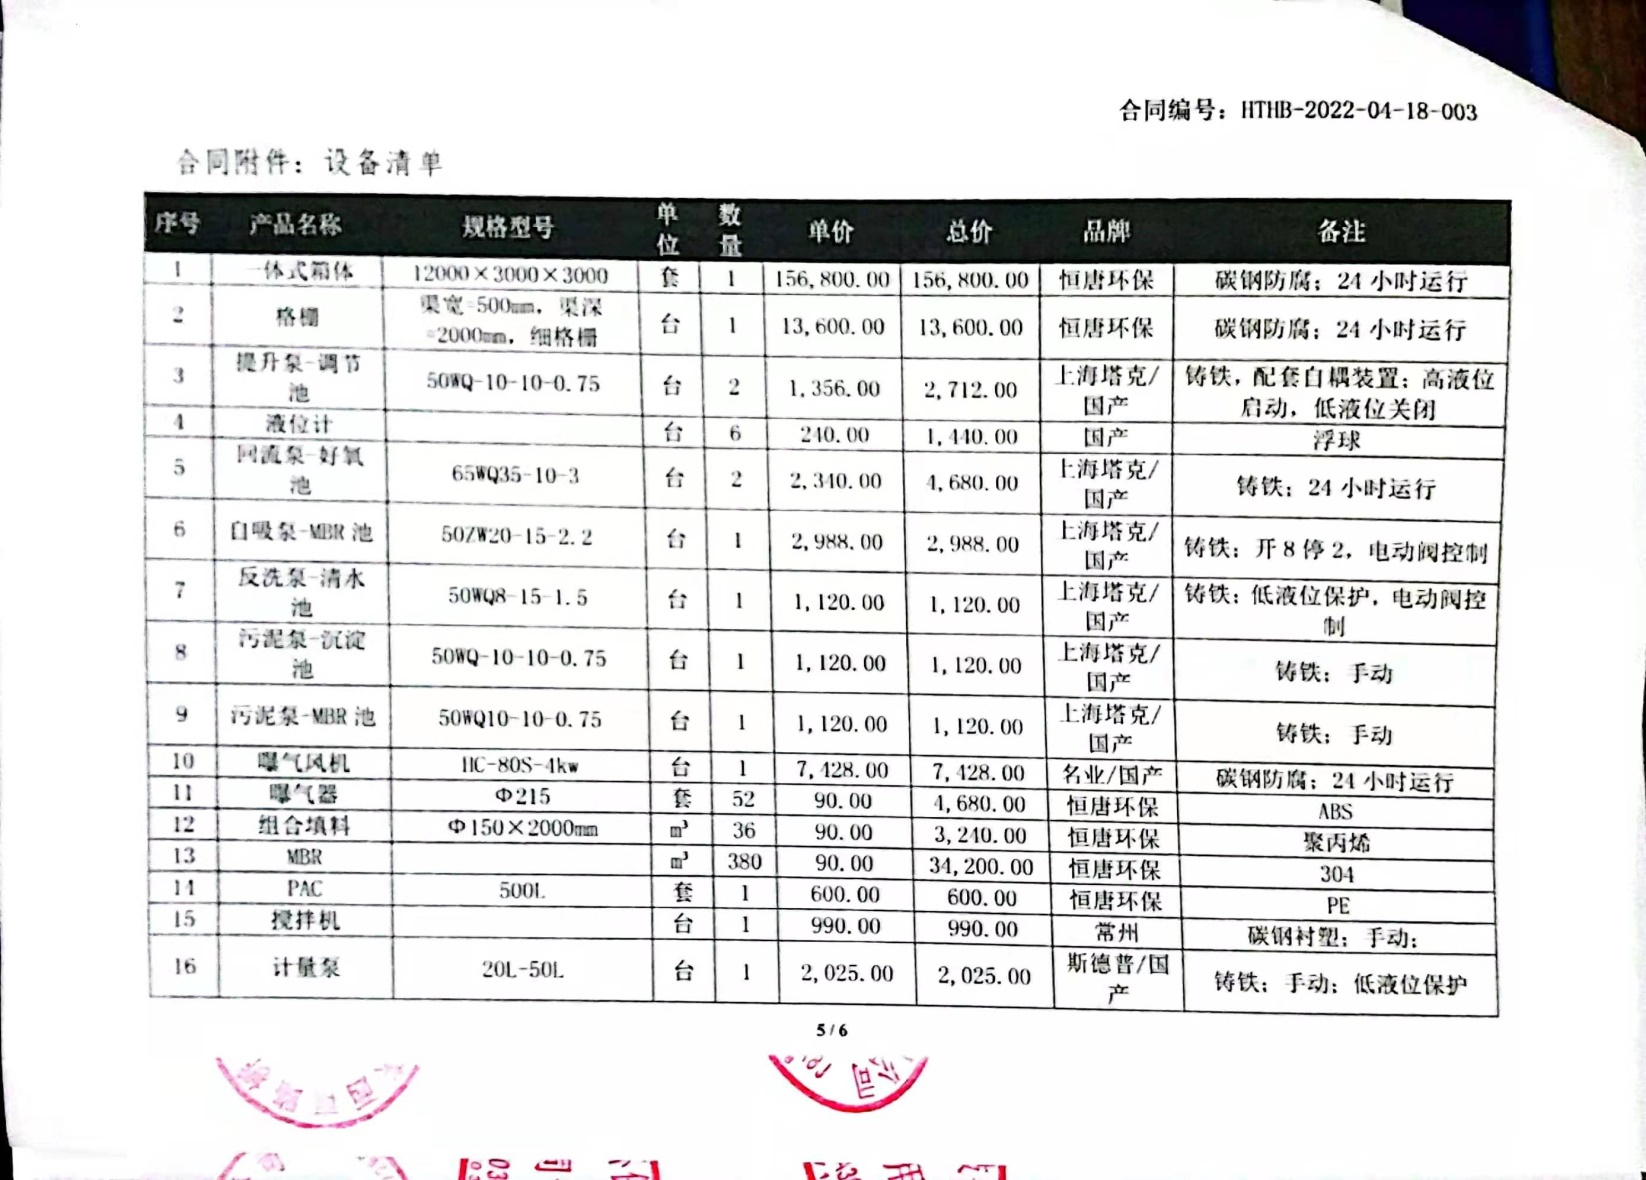 合同编号：HTHB-2022-04-18-003
合同附件：设备清单
序号 产品名称 规格型号 单位 数量 单价 总价 品牌 备注
1 一体式箱体 12000×3000×3000 套 1 156,800.00 156,800.00 恒唐环保 碳钢防腐；24小时运行
2 格栅 渠宽=500mm，渠深=2000mm，细格栅 台 1 13,600.00 13,600.00 恒唐环保 碳钢防腐；24小时运行
3 提升泵-调节池 50WQ-10-10-0.75 台 2 1,356.00 2,712.00 上海塔克/国产 铸铁，配套自耦装置；高液位启动，低液位关闭
4 液位计 台 6 240.00 1,440.00 国产 浮球
5 回流泵-好氧池 65WQ35-10-3 台 2 2,340.00 4,680.00 上海塔克/国产 铸铁；24小时运行
6 自吸泵-MBR池 50ZW20-15-2.2 台 1 2,988.00 2,988.00 上海塔克/国产 铸铁；开8停2，电动阀控制
7 反洗泵-清水池 50WQ8-15-1.5 台 1 1,120.00 1,120.00 上海塔克/国产 铸铁；低液位保护，电动阀控制
8 污泥泵-沉淀池 50WQ-10-10-0.75 台 1 1,120.00 1,120.00 上海塔克/国产 铸铁；手动
9 污泥泵-MBR池 50WQ10-10-0.75 台 1 1,120.00 1,120.00 上海塔克/国产 铸铁；手动
10 曝气风机 HC-80S-4kw 台 1 7,428.00 7,428.00 名业/国产 碳钢防腐；24小时运行
11 曝气器 Φ215 套 52 90.00 4,680.00 恒唐环保 ABS
12 组合填料 Φ150×2000mm m³ 36 90.00 3,240.00 恒唐环保 聚丙烯
13 MBR m³ 380 90.00 34,200.00 恒唐环保 304
14 PAC 500L 套 1 600.00 600.00 恒唐环保 PE
15 搅拌机 台 1 990.00 990.00 常州 碳钢衬塑；手动；
16 计量泵 20L-50L 台 1 2,025.00 2,025.00 斯德普/国产 铸铁；手动；低液位保护
5/6
公司